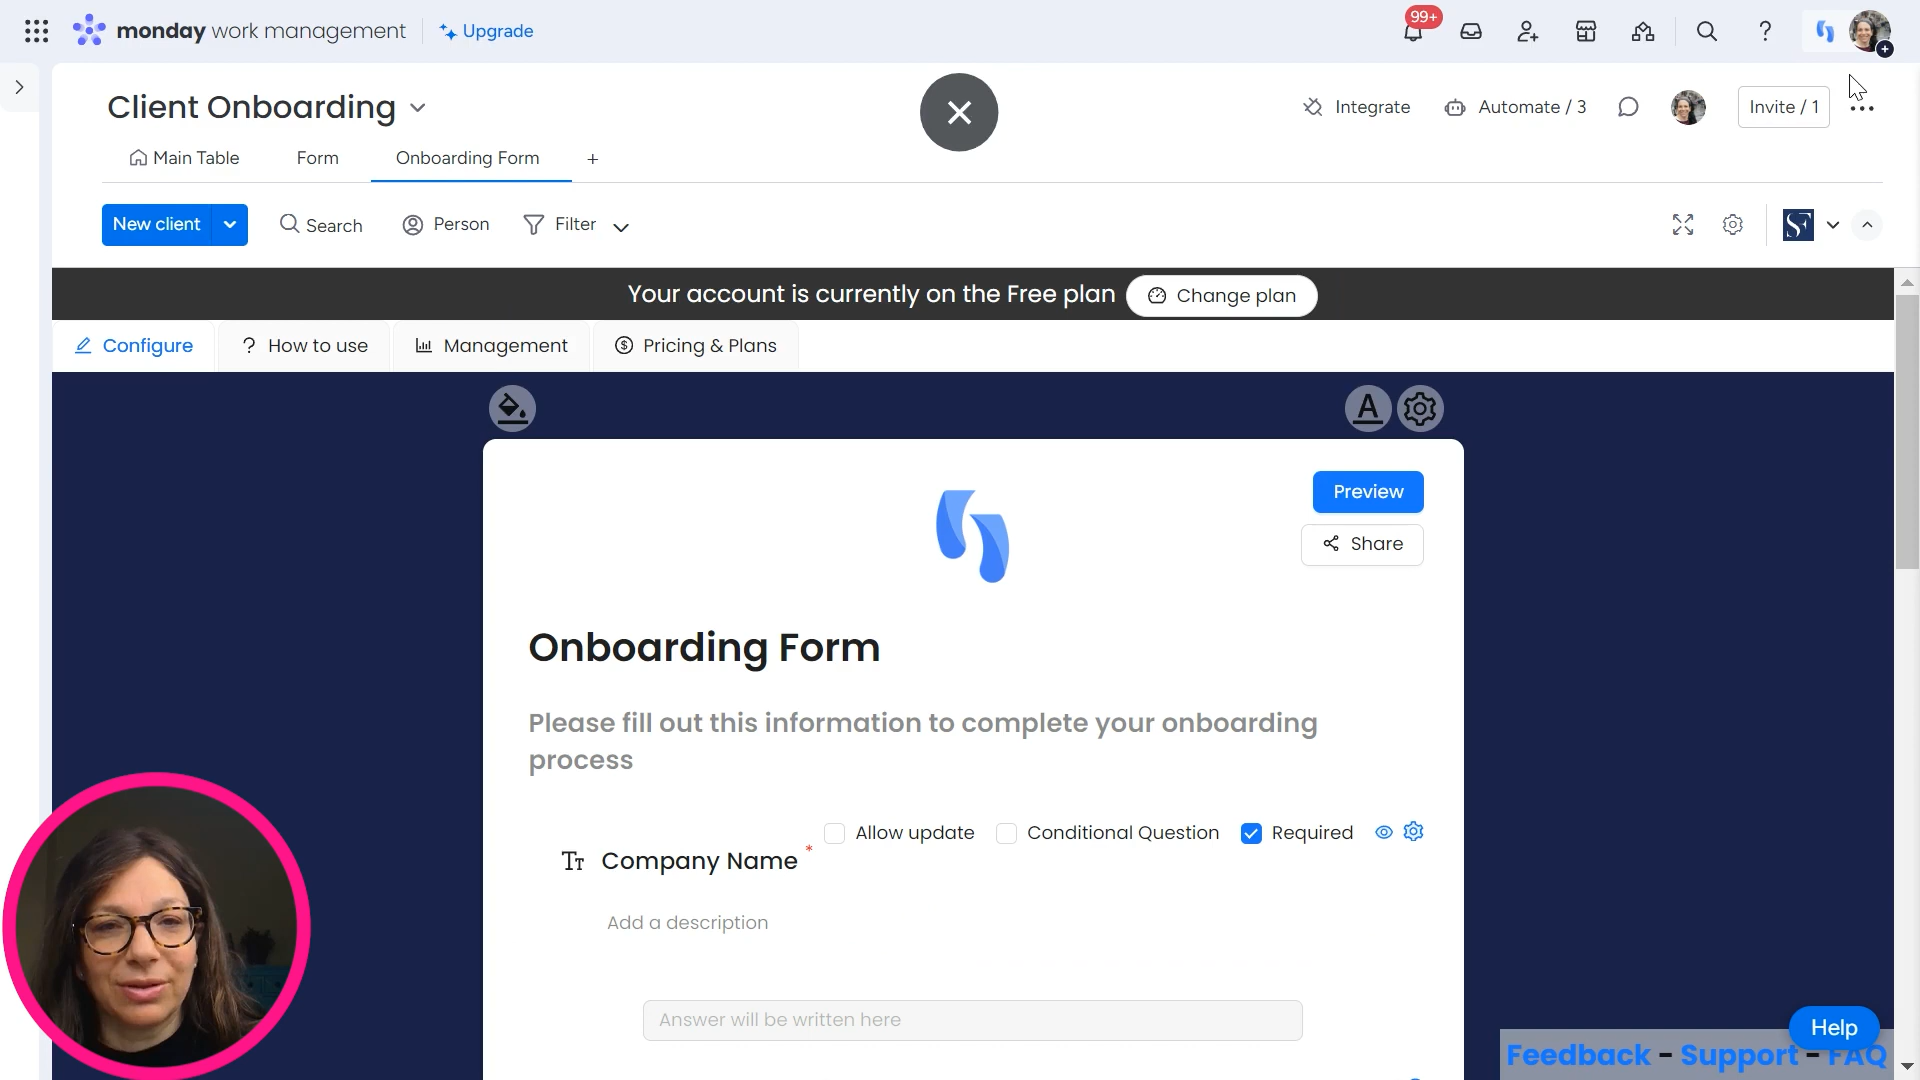 monday work management
Upgrade
99+
Client Onboarding
Integrate
Automate / 3
Invite / 1
Main Table
Form
Onboarding Form
+
New client
Search
Person
Filter
SF
Your account is currently on the Free plan
Change plan
Configure
? How to use
Management
Pricing & Plans
A
Preview
Share
Onboarding Form
Please fill out this information to complete your onboarding
process
Allow update
Conditional Question
Required
Tт Company Name *
Add a description
Answer will be written here
Help
Feedback - Support - FAQ